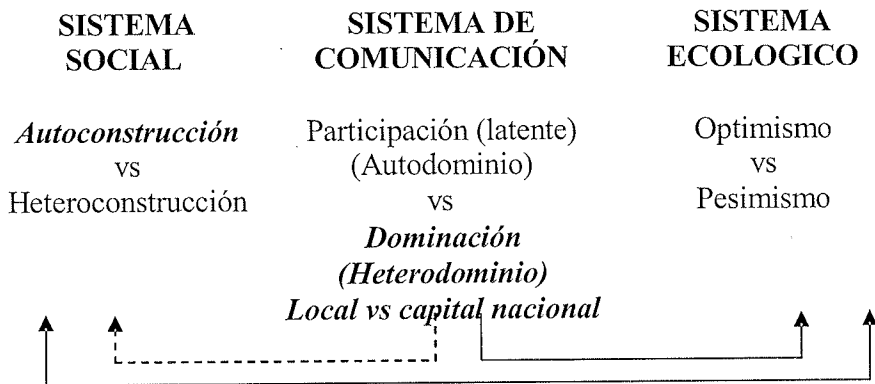 SISTEMA SOCIAL
SISTEMA DE COMUNICACIÓN
SISTEMA ECOLOGICO
Autoconstrucción
vs
Heteroconstrucción
Participación (latente)
(Autodominio)
vs
Dominación
(Heterodominio)
Local vs capital nacional
Optimismo
vs
Pesimismo